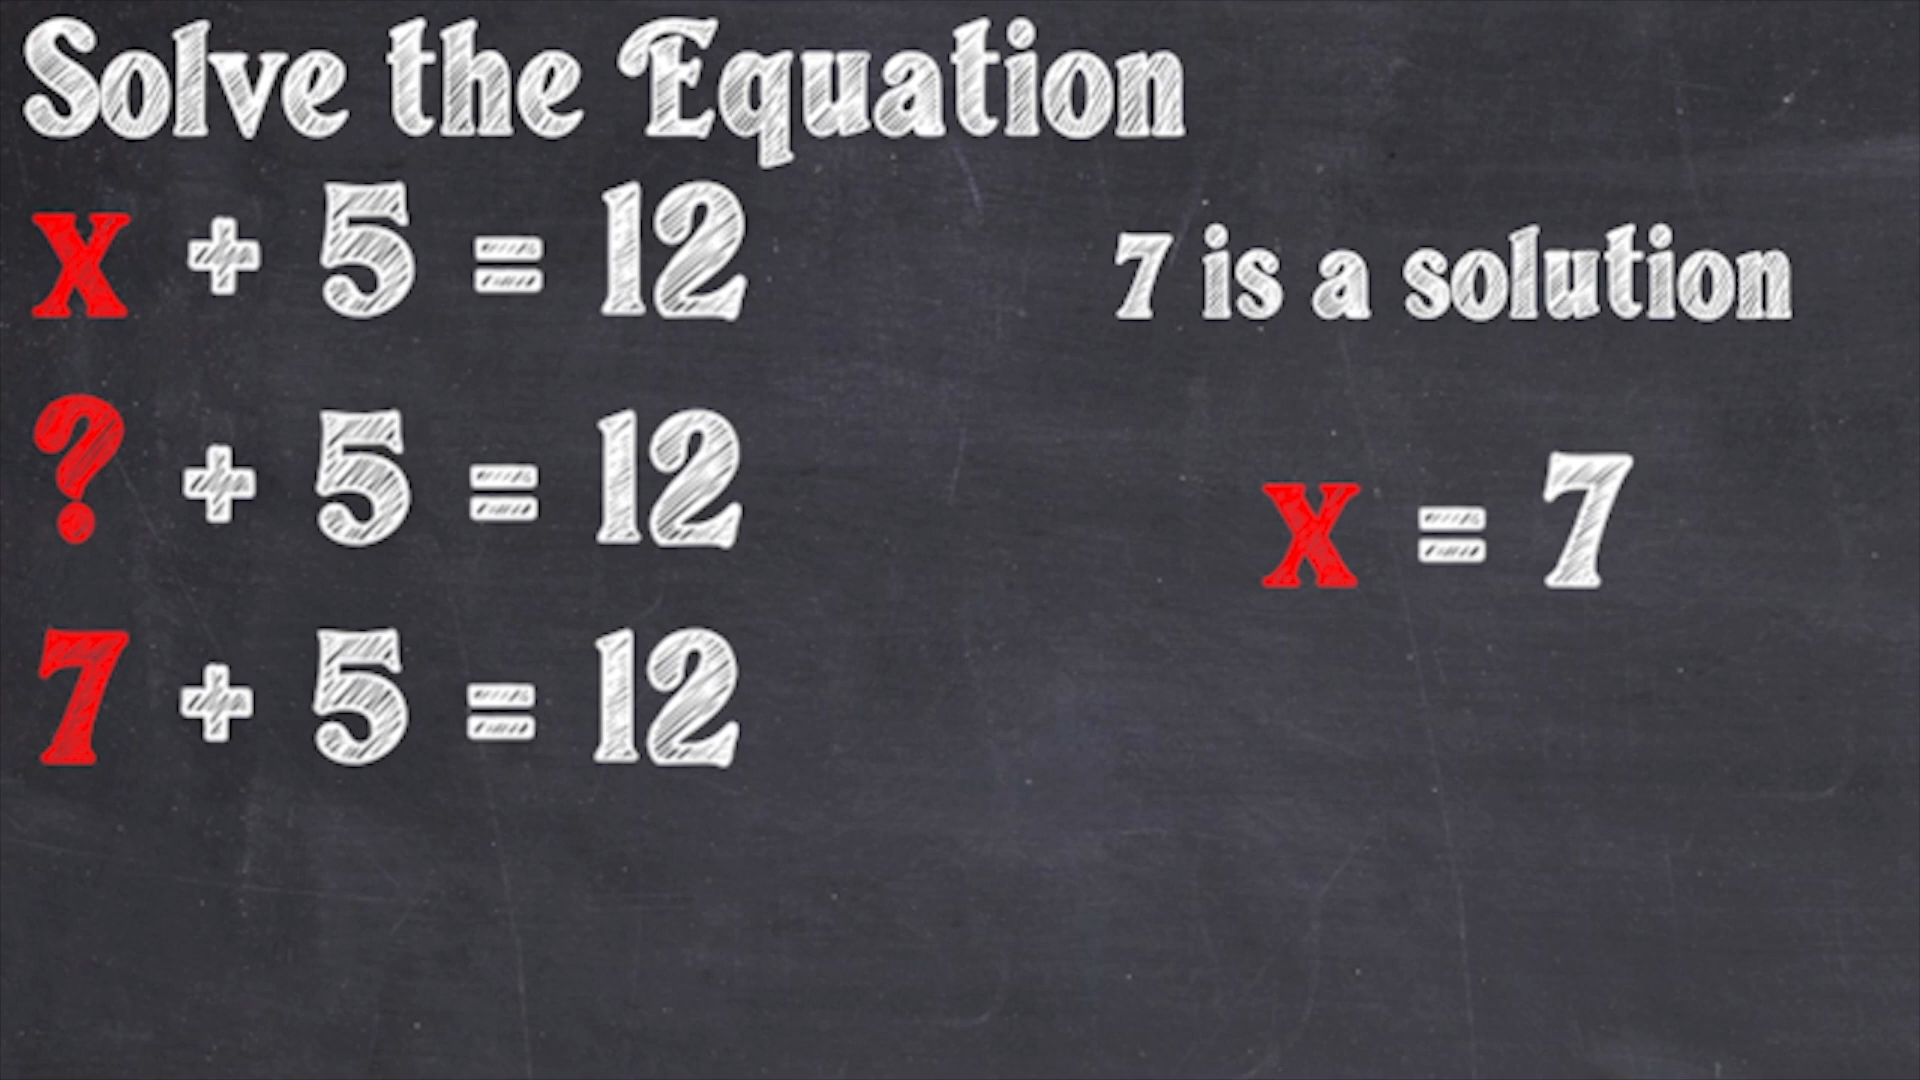 Solve the Equation
x + 5 = 12
? + 5 = 12
7 + 5 = 12
7 is a solution
x = 7